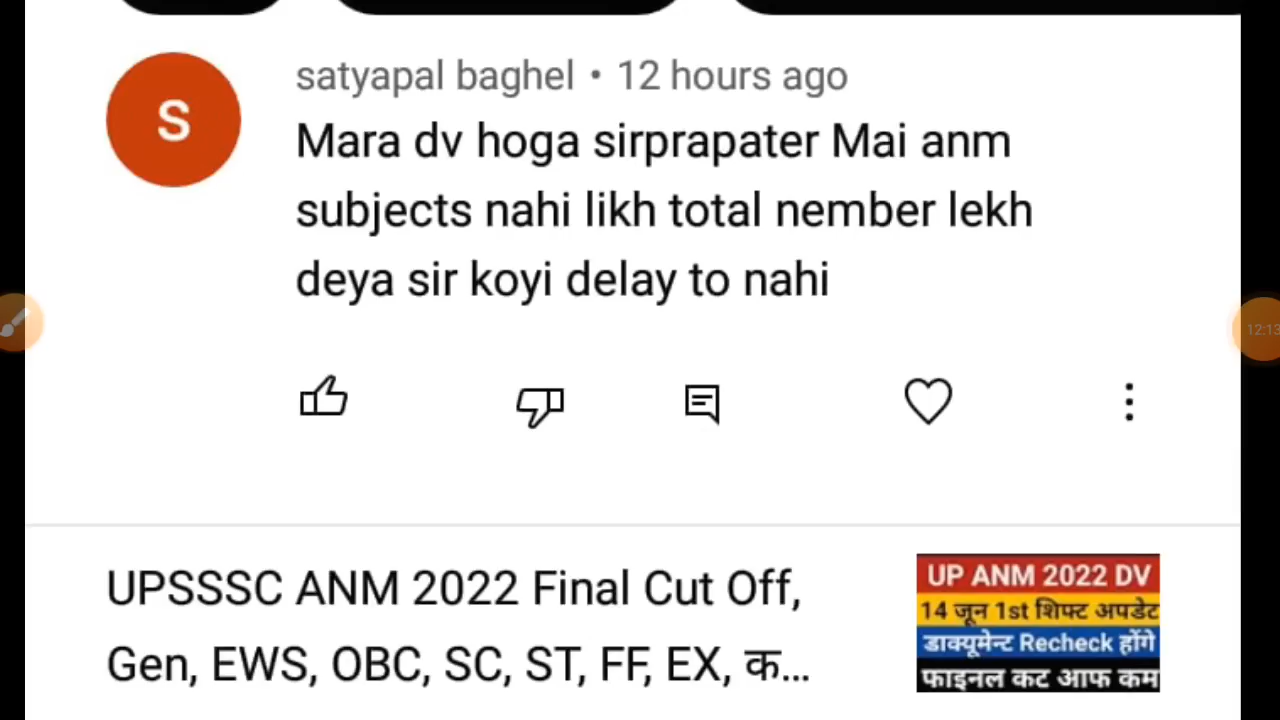 S
satyapal baghel • 12 hours ago
Mara dv hoga sirprapater Mai anm
subjects nahi likh total nember lekh
deya sir koyi delay to nahi
12:13
UPSSSC ANM 2022 Final Cut Off,
Gen, EWS, OBC, SC, ST, FF, EX, क...
UP ANM 2022 DV
14 जून 1st शिफ्ट अपडेट
डाक्यूमेन्ट Recheck होंगे
फाइनल कट आफ कम